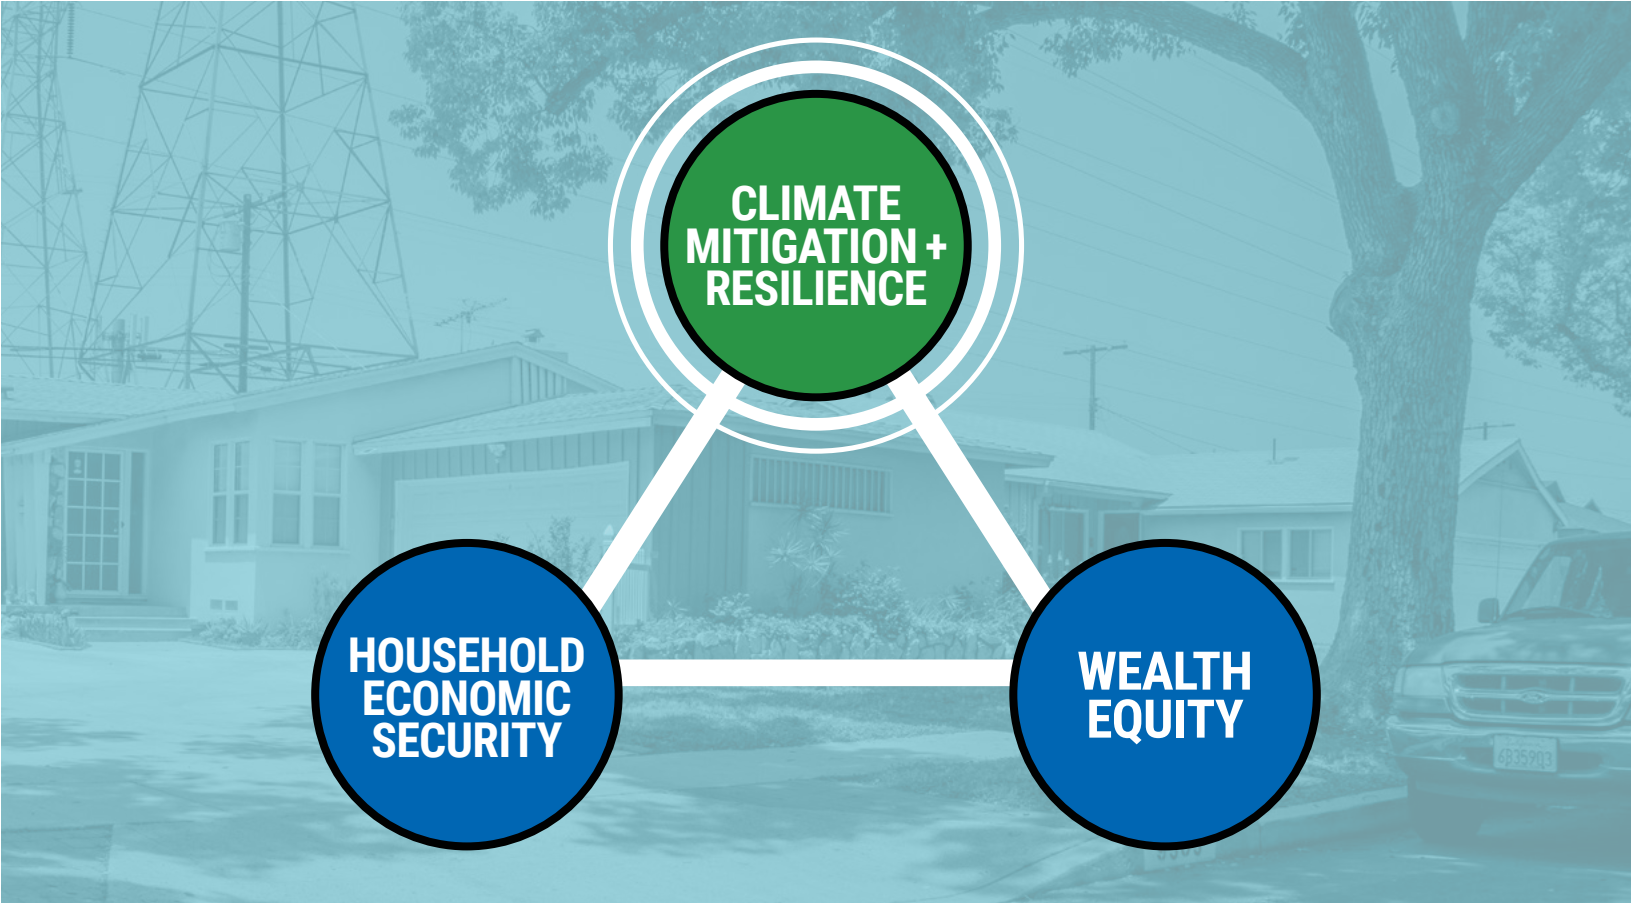 CLIMATE
MITIGATION +
RESILIENCE
HOUSEHOLD
ECONOMIC
SECURITY
WEALTH
EQUITY